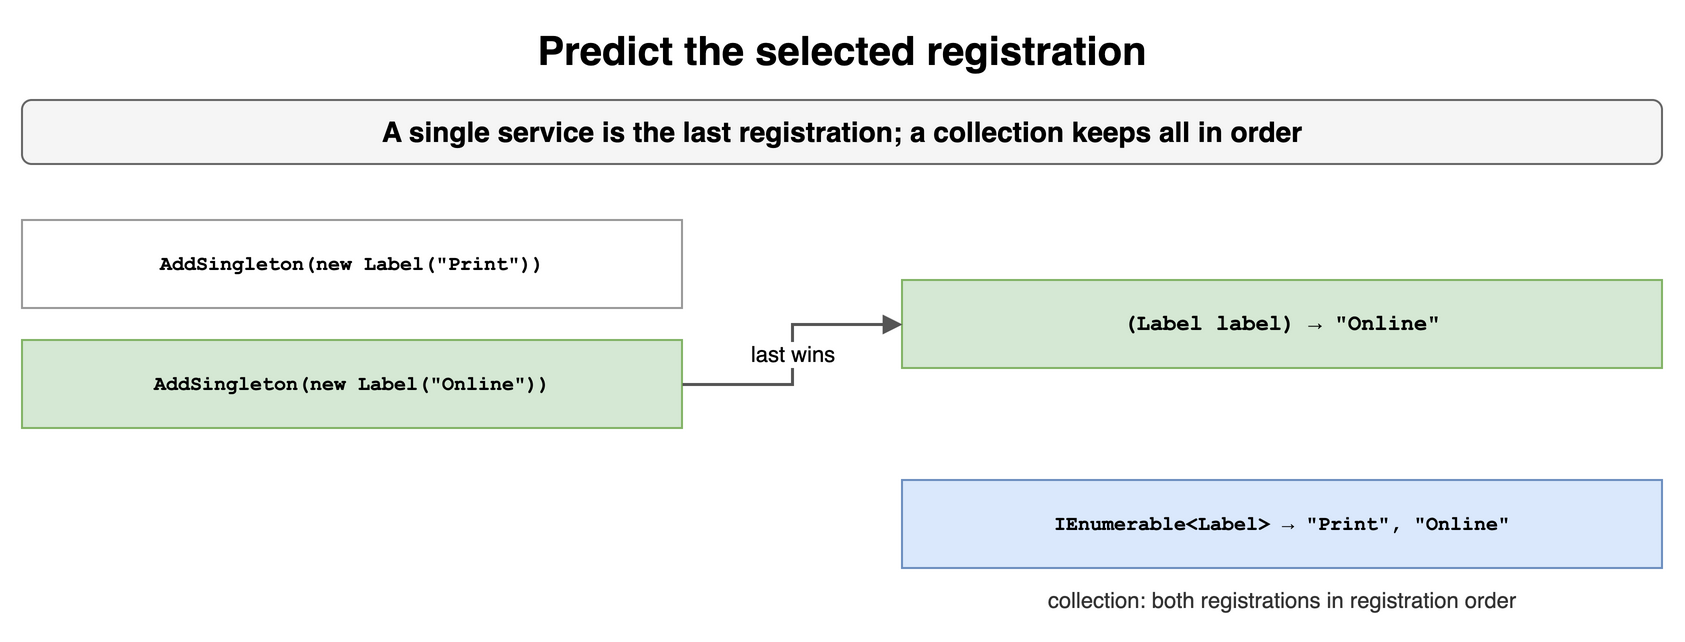 Predict the selected registration
A single service is the last registration; a collection keeps all in order
AddSingleton(new Label("Print"))
AddSingleton(new Label("Online"))
last wins
(Label label) → "Online"
IEnumerable<Label> → "Print", "Online"
collection: both registrations in registration order